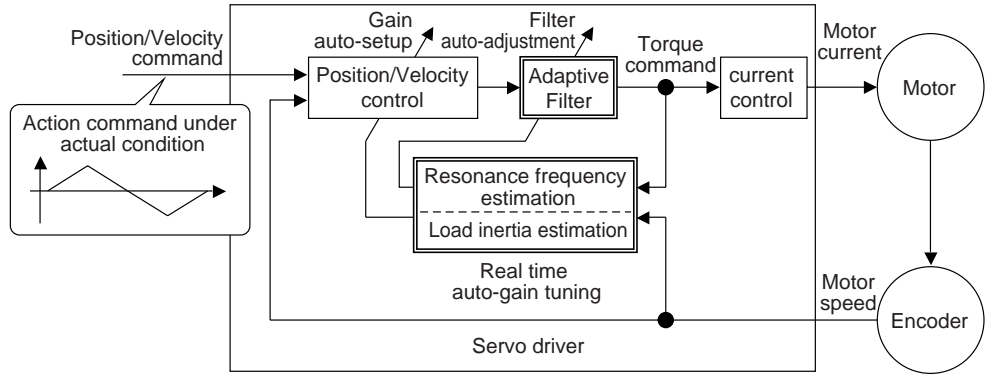 Position/Velocity
command
Gain
auto-setup
Filter
auto-adjustment
Torque
command
Motor
current
Position/Velocity
control
Adaptive
Filter
current
control
Motor
Action command under
actual condition
Resonance frequency
estimation
Load inertia estimation
Real time
auto-gain tuning
Motor
speed
Encoder
Servo driver